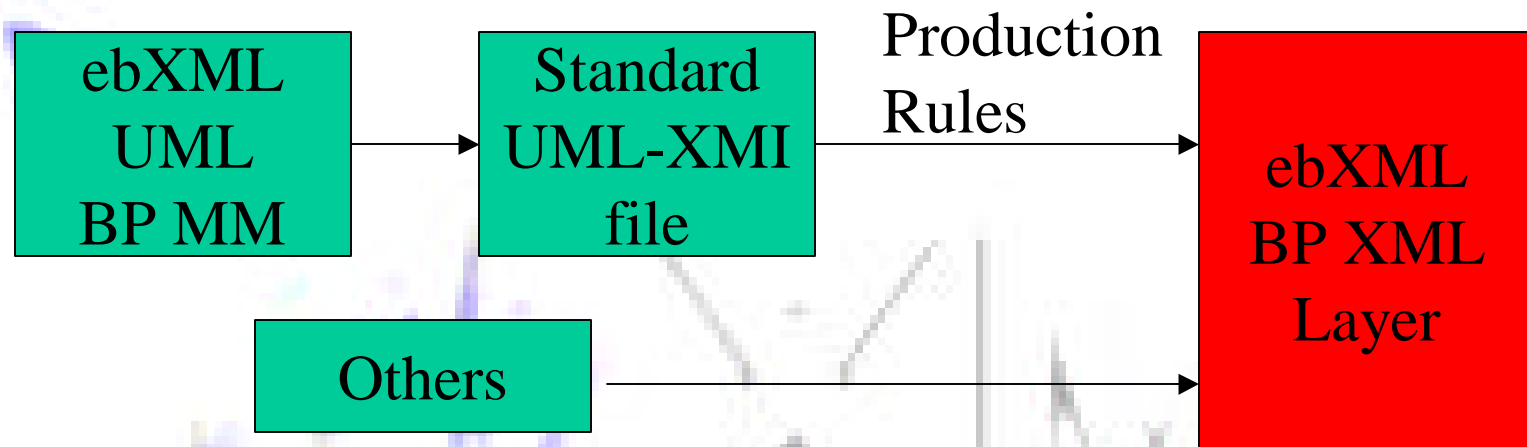 ebXML
UML
BP MM
Standard
UML-XMI
file
Production
Rules
ebXML
BP XML
Layer
Others